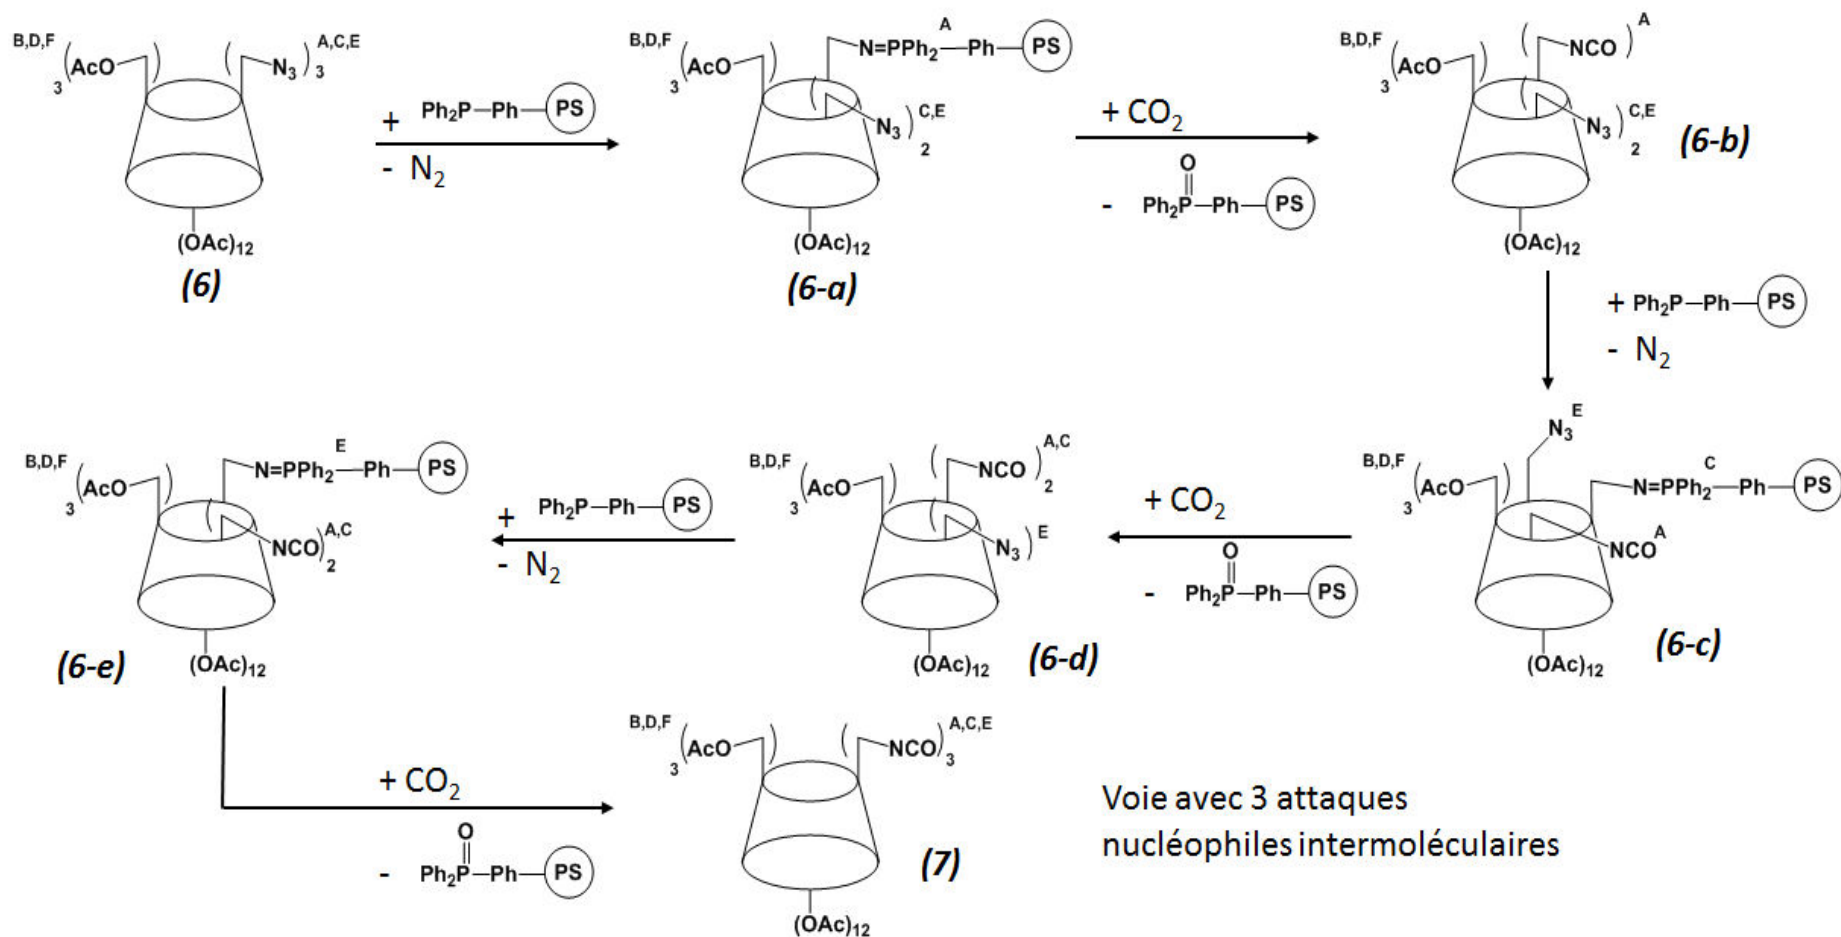 B,D,F
(AcO
3
)
(
N3)3
A,C,E
(OAc)12
(6)
+ Ph2P—Ph—PS
- N2
B,D,F
(AcO
3
)
N=PPh2—Ph—PS
A
(
N3)2
C,E
(OAc)12
(6-a)
+ CO2
O
- Ph2P—Ph—PS
B,D,F
(AcO
3
)
(
NCO)
A
(
N3)2
C,E
(OAc)12
(6-b)
+ Ph2P—Ph—PS
- N2
E
N3
B,D,F
(AcO
3
)
N=PPh2—Ph—PS
C
NCO
A
(OAc)12
(6-c)
+ CO2
O
- Ph2P—Ph—PS
B,D,F
(AcO
3
)
(
NCO)2
A,C
(
N3)
E
(OAc)12
(6-d)
+ Ph2P—Ph—PS
- N2
B,D,F
(AcO
3
)
N=PPh2—Ph—PS
E
(
NCO)2
A,C
(OAc)12
(6-e)
+ CO2
O
- Ph2P—Ph—PS
B,D,F
(AcO
3
)
(
NCO)3
A,C,E
(OAc)12
(7)
Voie avec 3 attaques
nucléophiles intermoléculaires